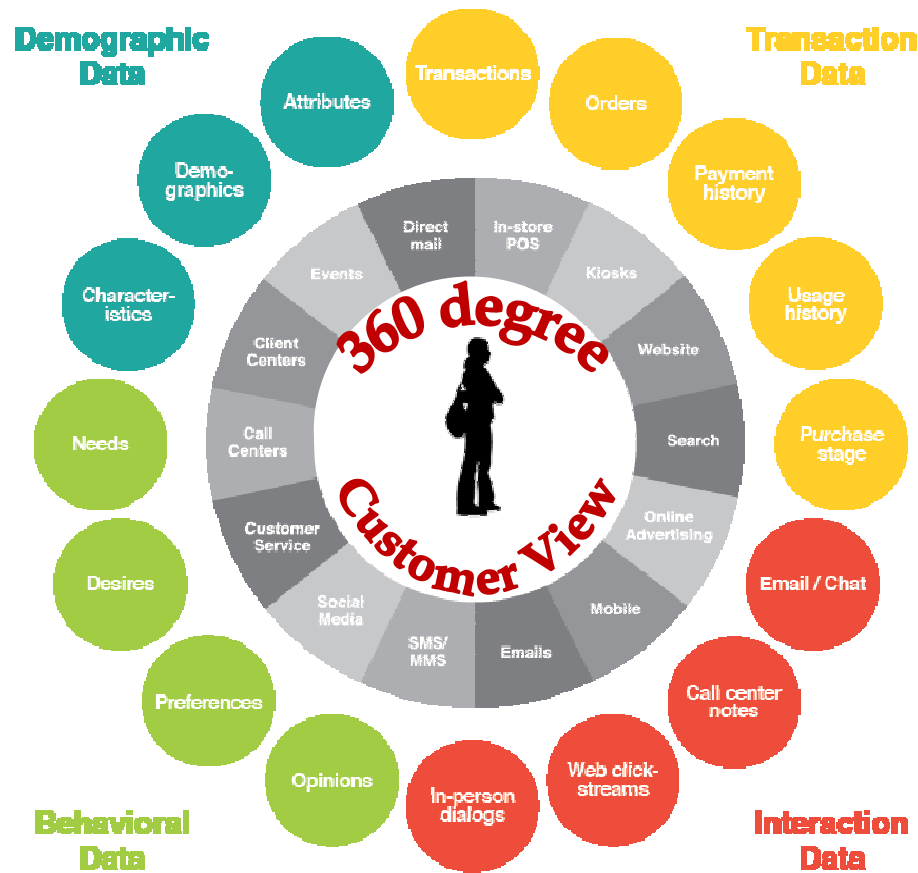 Demographic
Data
Transaction
Data
Transactions
Orders
Payment
history
Usage
history
Purchase
stage
Email / Chat
Call center
notes
Web click-
streams
In-person
dialogs
Opinions
Preferences
Desires
Needs
Character-
istics
Demo-
graphics
Attributes
In-store
POS
Kiosks
Website
Search
Online
Advertising
Mobile
Emails
SMS/
MMS
Social
Media
Customer
Service
Call
Centers
Client
Centers
Events
Direct
mail
360 degree
Customer View
Behavioral
Data
Interaction
Data